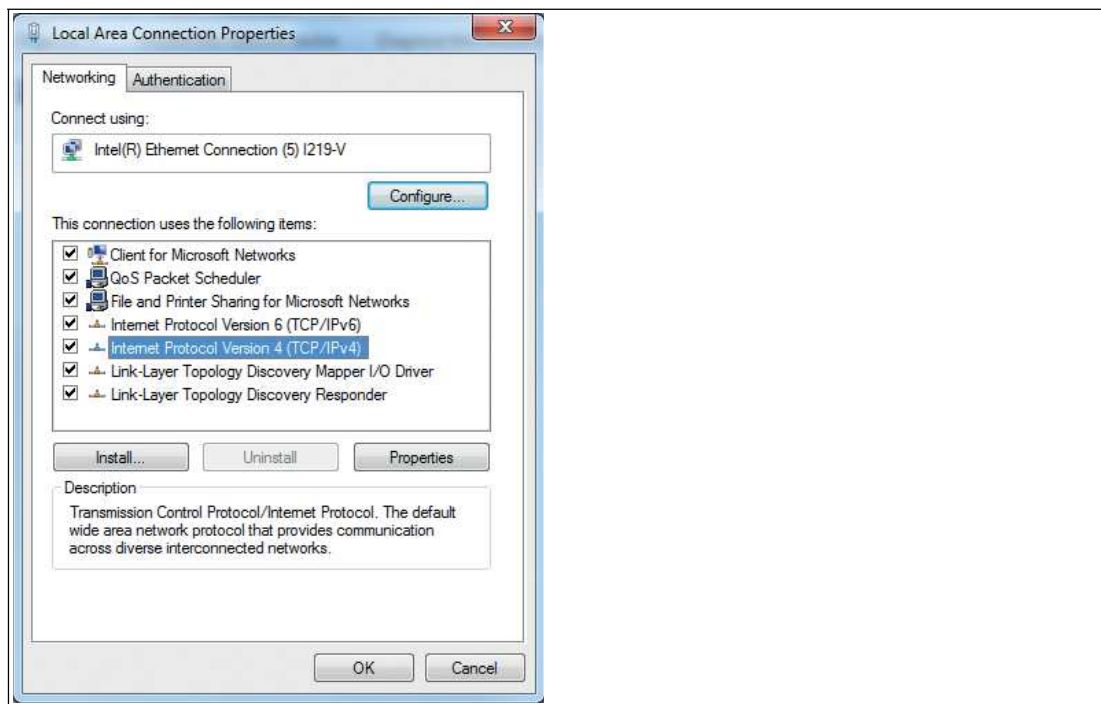 Local Area Connection Properties
Networking
Authentication
Connect using:
Intel(R) Ethernet Connection (5) I219-V
Configure...
This connection uses the following items:
Client for Microsoft Networks
QoS Packet Scheduler
File and Printer Sharing for Microsoft Networks
Internet Protocol Version 6 (TCP/IPv6)
Internet Protocol Version 4 (TCP/IPv4)
Link-Layer Topology Discovery Mapper I/O Driver
Link-Layer Topology Discovery Responder
Install...
Uninstall
Properties
Description
Transmission Control Protocol/Internet Protocol. The default
wide area network protocol that provides communication
across diverse interconnected networks.
OK
Cancel